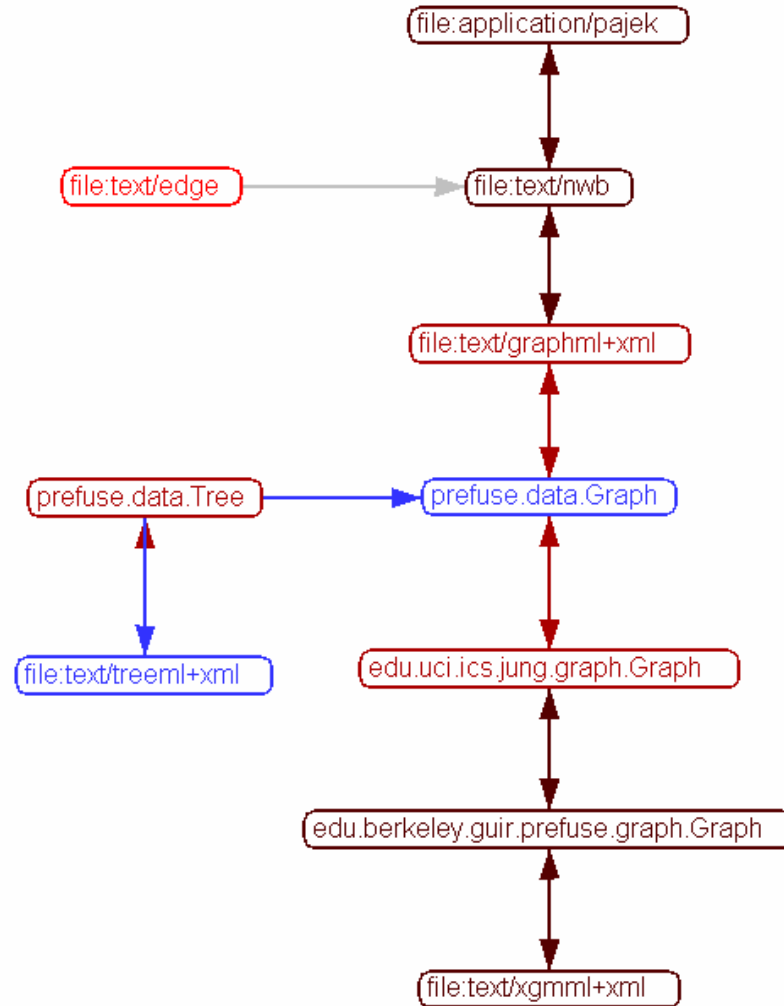 file:application/pajek
file:text/edge
file:text/nwb
file:text/graphml+xml
prefuse.data.Tree
prefuse.data.Graph
file:text/treeml+xml
edu.uci.ics.jung.graph.Graph
edu.berkeley.guir.prefuse.graph.Graph
file:text/xgmml+xml